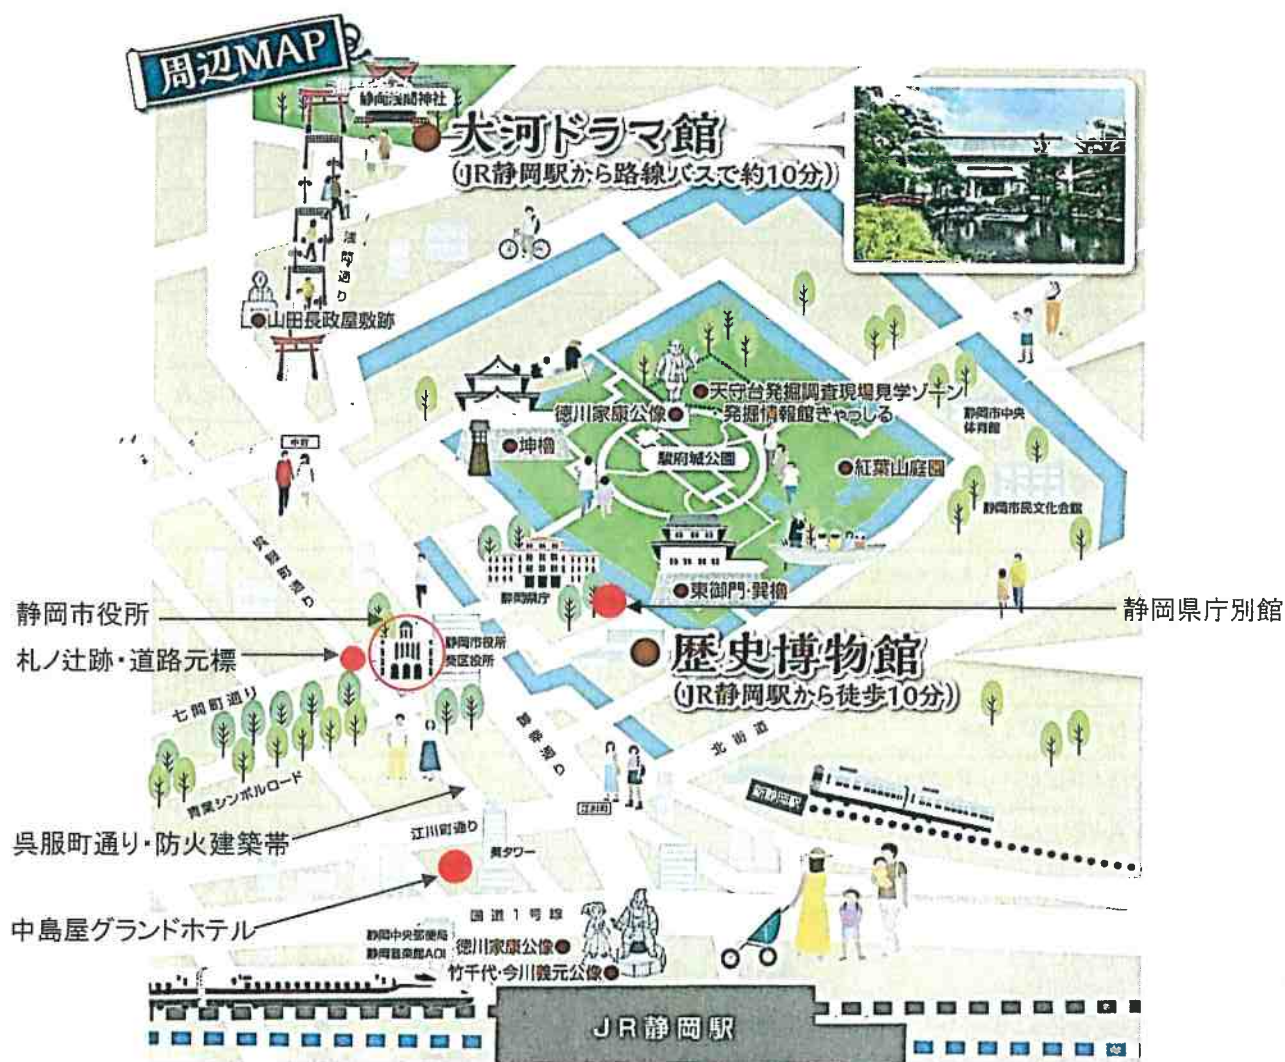 周辺MAP
静岡浅間神社
大河ドラマ館
(JR静岡駅から路線バスで約10分)
浅間通り
山田長政屋敷跡
天守台発掘調査現場見学ゾーン
・発掘情報館きゃっしる
徳川家康公像
静岡市中央
体育館
中町
坤櫓
駿府城公園
紅葉山庭園
静岡市民文化会館
呉服町通り
静岡県庁
東御門・巽櫓
静岡市役所
静岡県庁別館
静岡市役所
葵区役所
札ノ辻跡・道路元標
歴史博物館
(JR静岡駅から徒歩10分)
七間町通り
御幸通り
北街道
青葉シンボルロード
新静岡駅
江川町
呉服町通り・防火建築帯
江川町通り
葵タワー
中島屋グランドホテル
国道1号線
静岡中央郵便局
静岡音楽館AOI
徳川家康公像
竹千代・今川義元公像
JR静岡駅